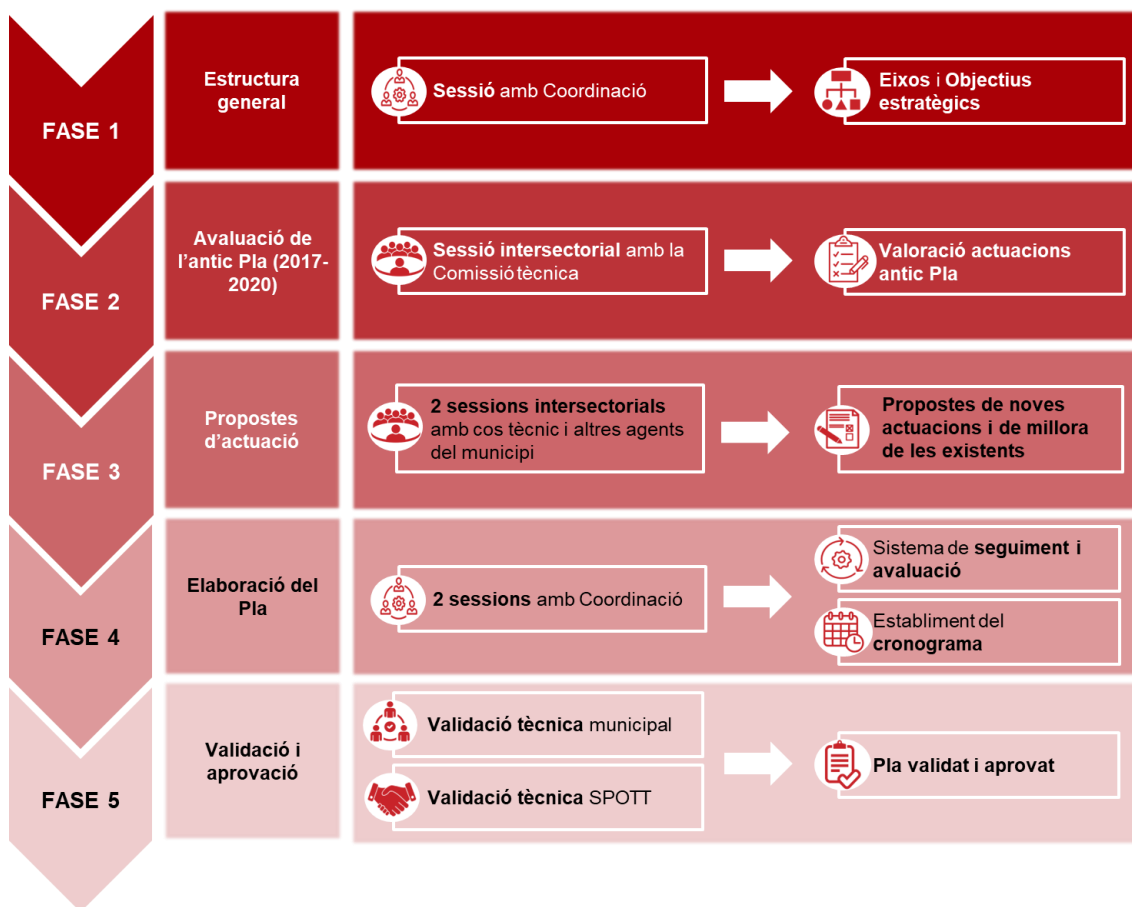 FASE 1
Estructura
general
Sessió amb Coordinació
Eixos i Objectius
estratègics
FASE 2
Avaluació de
l’antic Pla (2017-
2020)
Sessió intersectorial amb la
Comissió tècnica
Valoració actuacions
antic Pla
FASE 3
Propostes
d’actuació
2 sessions intersectorials
amb cos tècnic i altres agents
del municipi
Propostes de noves
actuacions i de millora
de les existents
FASE 4
Elaboració del
Pla
2 sessions amb Coordinació
Sistema de seguiment i
avaluació
Establiment del
cronograma
FASE 5
Validació i
aprovació
Validació tècnica municipal
Validació tècnica SPOTT
Pla validat i aprovat